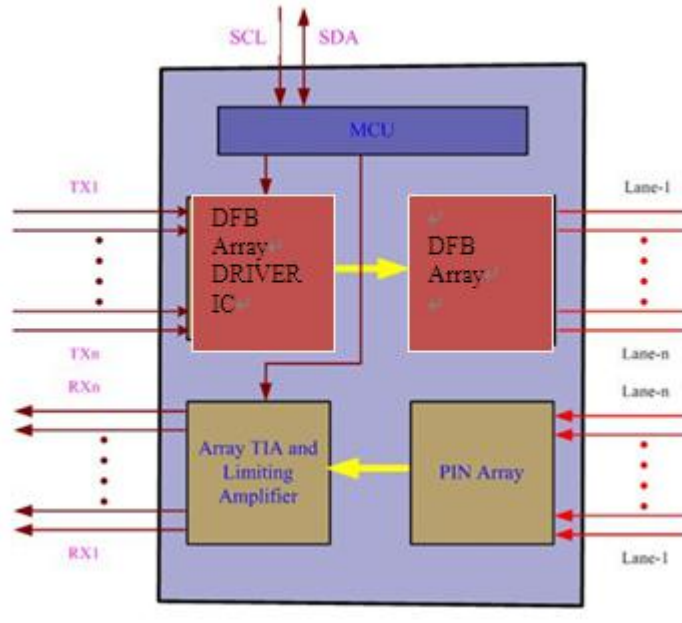 SCL SDA
MCU
TX1
Lane-1
DFB
Array↵
DRIVER
IC↵
↵
DFB
Array↵
↵
TXn
Lane-n
RXn
Lane-n
Array TIA and
Limiting
Amplifier
PIN Array
RX1
Lane-1